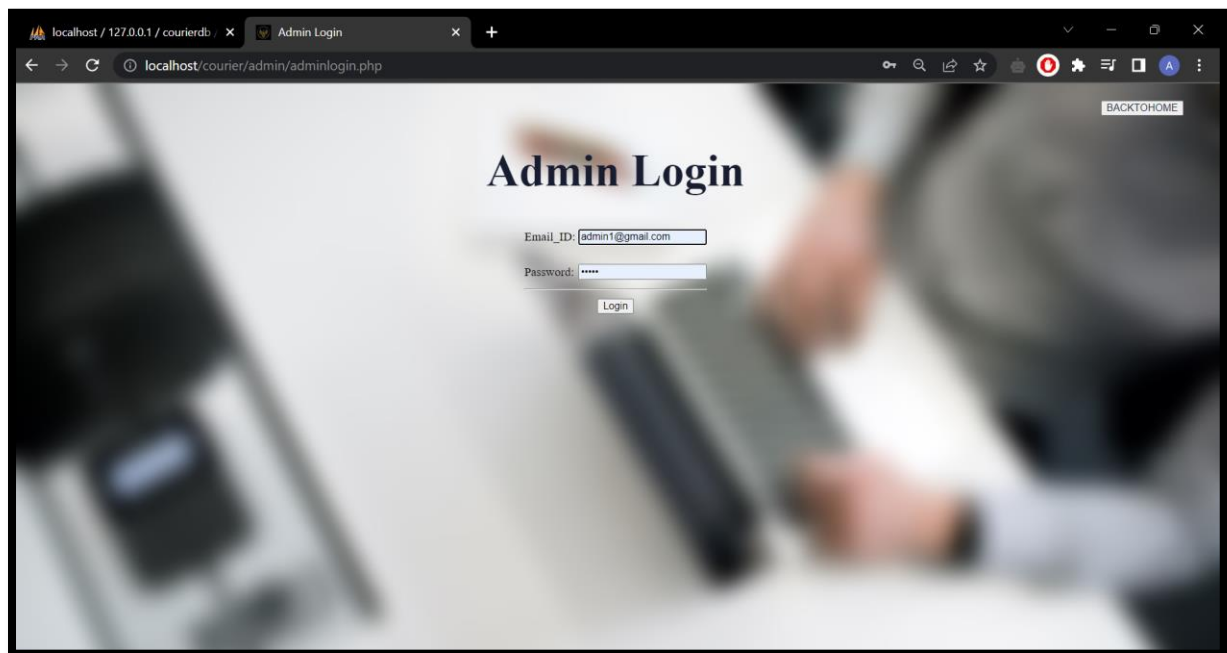 localhost / 127.0.0.1 / courierdb /
Admin Login
localhost/courier/admin/adminlogin.php
A
BACKTOHOME
Admin Login
Email_ID: admin1@gmail.com
Password: •••••
Login